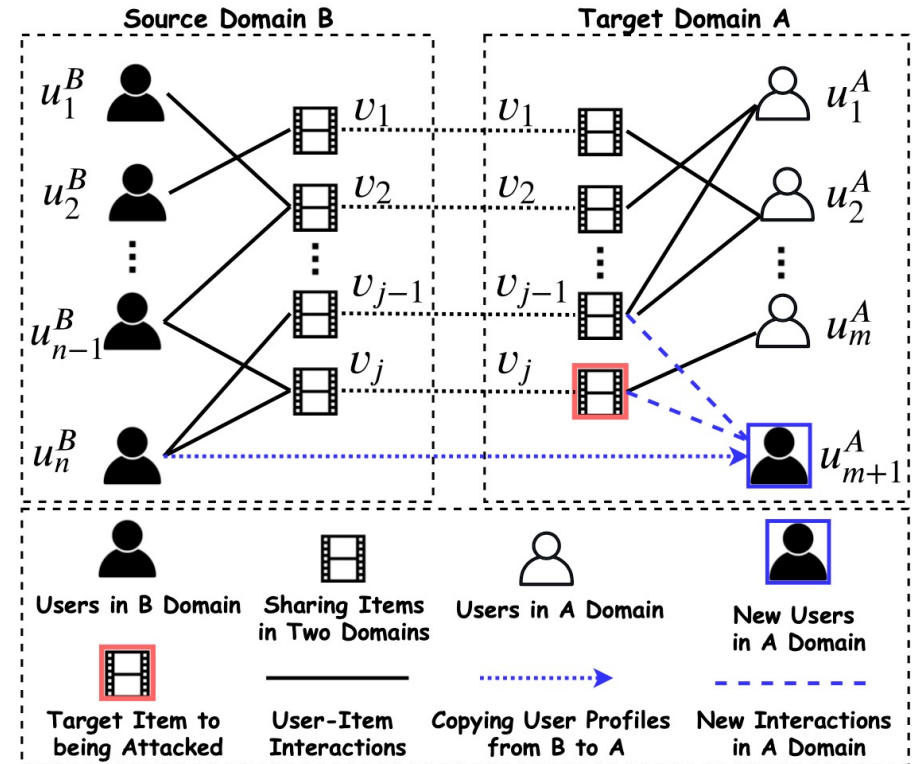 Source Domain B
Target Domain A
u_1^B
v_1
v_1
u_1^A
u_2^B
v_2
v_2
u_2^A
u_{n-1}^B
v_{j-1}
v_{j-1}
u_m^A
v_j
v_j
u_n^B
u_{m+1}^A
Users in B Domain
Sharing Items
in Two Domains
Users in A Domain
New Users
in A Domain
Target Item to
being Attacked
User-Item
Interactions
Copying User Profiles
from B to A
New Interactions
in A Domain